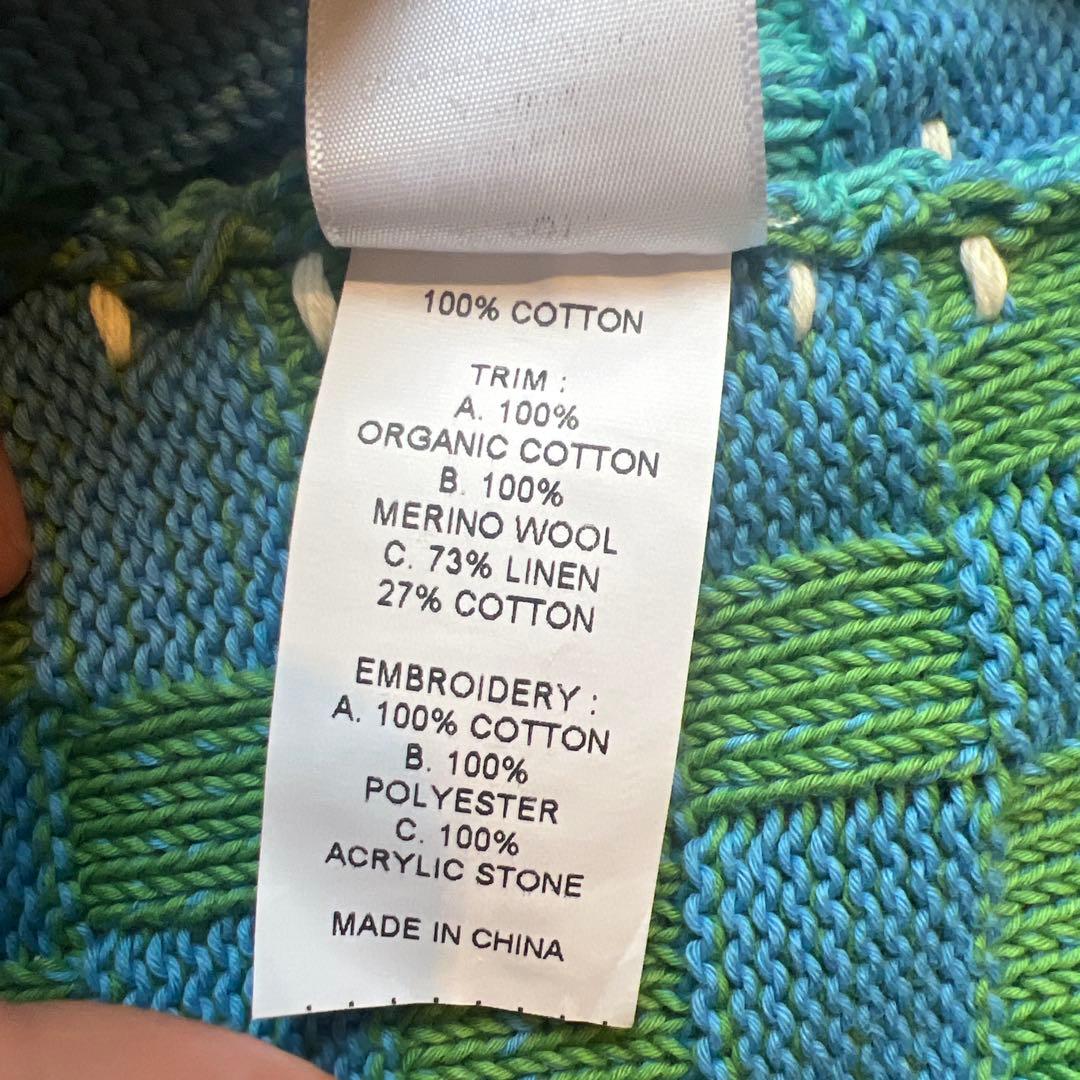 100% COTTON
TRIM :
A. 100%
ORGANIC COTTON
B. 100%
MERINO WOOL
C. 73% LINEN
27% COTTON
EMBROIDERY :
A. 100% COTTON
B. 100%
POLYESTER
C. 100%
ACRYLIC STONE
MADE IN CHINA